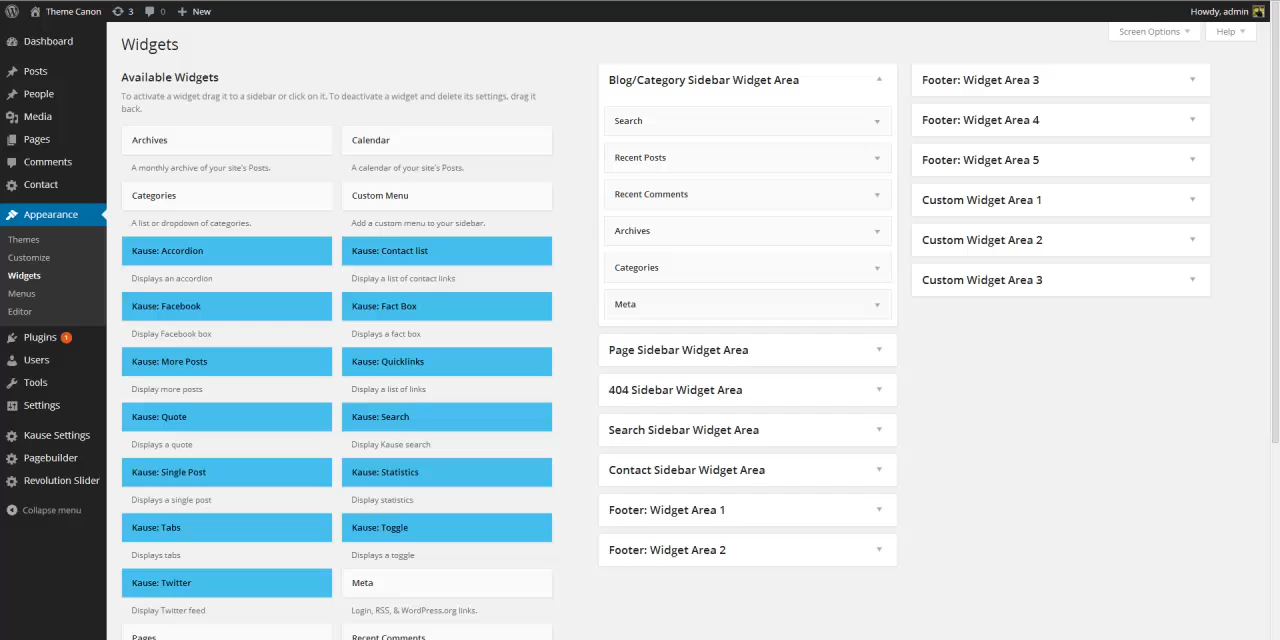 Theme Canon 3 0 New Howdy, admin
Dashboard
Posts
People
Media
Pages
Comments
Contact
Appearance
Themes
Customize
Widgets
Menus
Editor
Plugins 1
Users
Tools
Settings
Kause Settings
Pagebuilder
Revolution Slider
Collapse menu
Screen Options Help
Widgets
Available Widgets
To activate a widget drag it to a sidebar or click on it. To deactivate a widget and delete its settings, drag it
back.
Archives Calendar
A monthly archive of your site's Posts. A calendar of your site's Posts.
Categories Custom Menu
A list or dropdown of categories. Add a custom menu to your sidebar.
Kause: Accordion Kause: Contact list
Displays an accordion Display a list of contact links
Kause: Facebook Kause: Fact Box
Display Facebook box Displays a fact box
Kause: More Posts Kause: Quicklinks
Display more posts Display a list of links
Kause: Quote Kause: Search
Displays a quote Display Kause search
Kause: Single Post Kause: Statistics
Displays a single post Display statistics
Kause: Tabs Kause: Toggle
Displays tabs Displays a toggle
Kause: Twitter Meta
Display Twitter feed Login, RSS, & WordPress.org links.
Pages Recent Comments
Blog/Category Sidebar Widget Area
Search
Recent Posts
Recent Comments
Archives
Categories
Meta
Page Sidebar Widget Area
404 Sidebar Widget Area
Search Sidebar Widget Area
Contact Sidebar Widget Area
Footer: Widget Area 1
Footer: Widget Area 2
Footer: Widget Area 3
Footer: Widget Area 4
Footer: Widget Area 5
Custom Widget Area 1
Custom Widget Area 2
Custom Widget Area 3